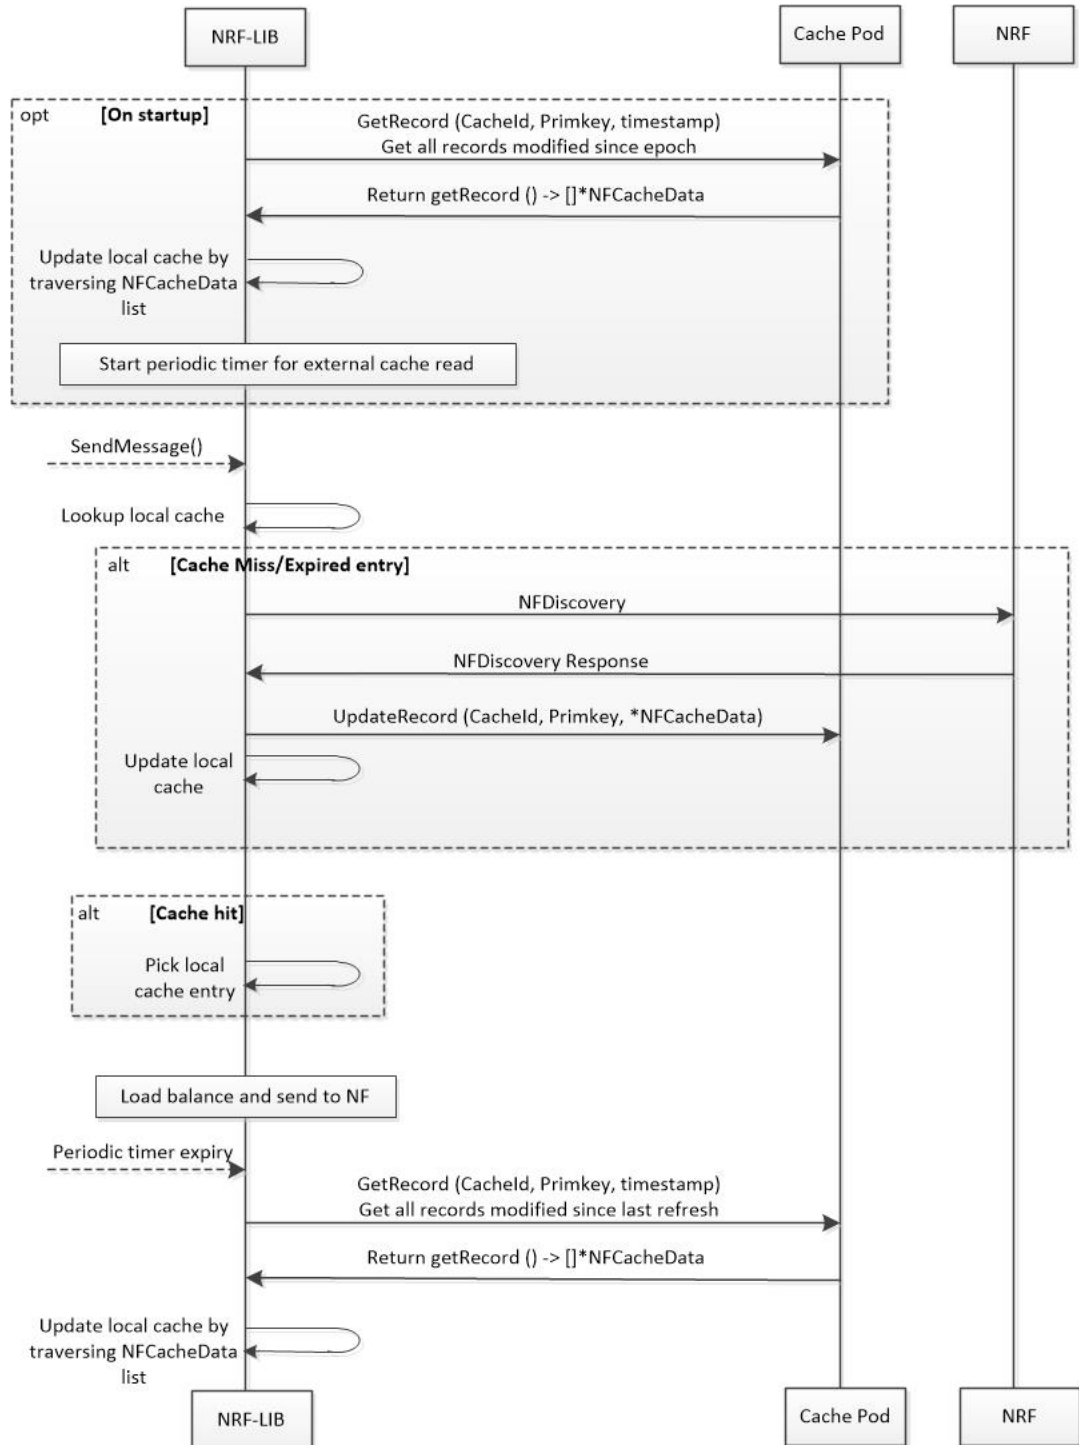 NRF-LIB
Cache Pod
NRF
opt
[On startup]
GetRecord (CacheId, Primkey, timestamp)
Get all records modified since epoch
Return getRecord () -> []*NFCacheData
Update local cache by
traversing NFCacheData
list
Start periodic timer for external cache read
SendMessage()
Lookup local cache
alt
[Cache Miss/Expired entry]
NFDiscovery
NFDiscovery Response
UpdateRecord (CacheId, Primkey, *NFCacheData)
Update local
cache
alt
[Cache hit]
Pick local
cache entry
Load balance and send to NF
Periodic timer expiry
GetRecord (CacheId, Primkey, timestamp)
Get all records modified since last refresh
Return getRecord () -> []*NFCacheData
Update local cache by
traversing NFCacheData
list
NRF-LIB
Cache Pod
NRF